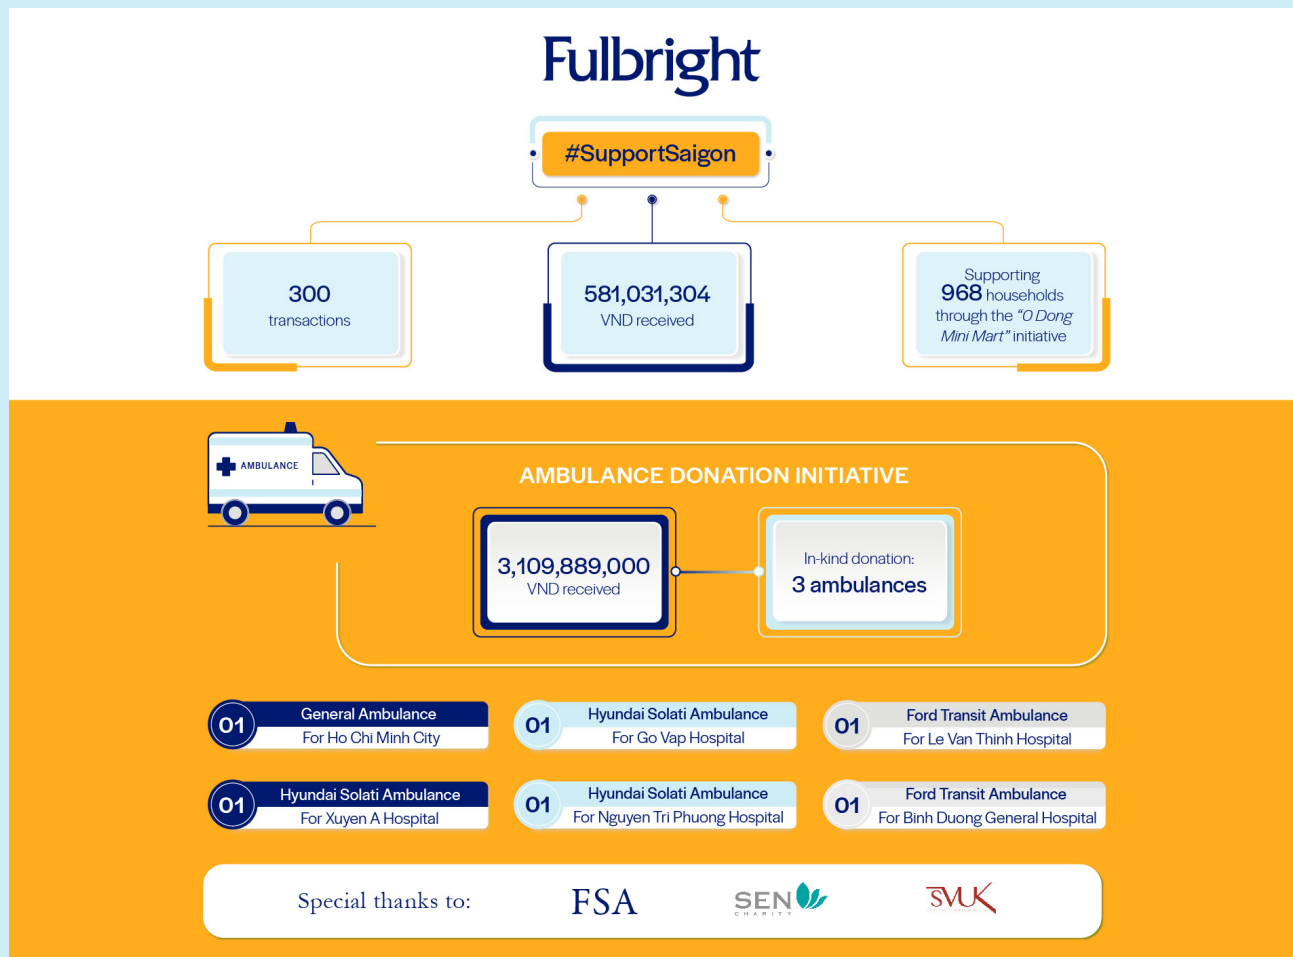 Fulbright
#SupportSaigon
300
transactions
581,031,304
VND received
Supporting
968 households
through the "0 Dong
Mini Mart" initiative
AMBULANCE
AMBULANCE DONATION INITIATIVE
3,109,889,000
VND received
In-kind donation:
3 ambulances
01
General Ambulance
For Ho Chi Minh City
01
Hyundai Solati Ambulance
For Go Vap Hospital
01
Ford Transit Ambulance
For Le Van Thinh Hospital
01
Hyundai Solati Ambulance
For Xuyen A Hospital
01
Hyundai Solati Ambulance
For Nguyen Tri Phuong Hospital
01
Ford Transit Ambulance
For Binh Duong General Hospital
Special thanks to:
FSA
SEN
CHARITY
SVUK